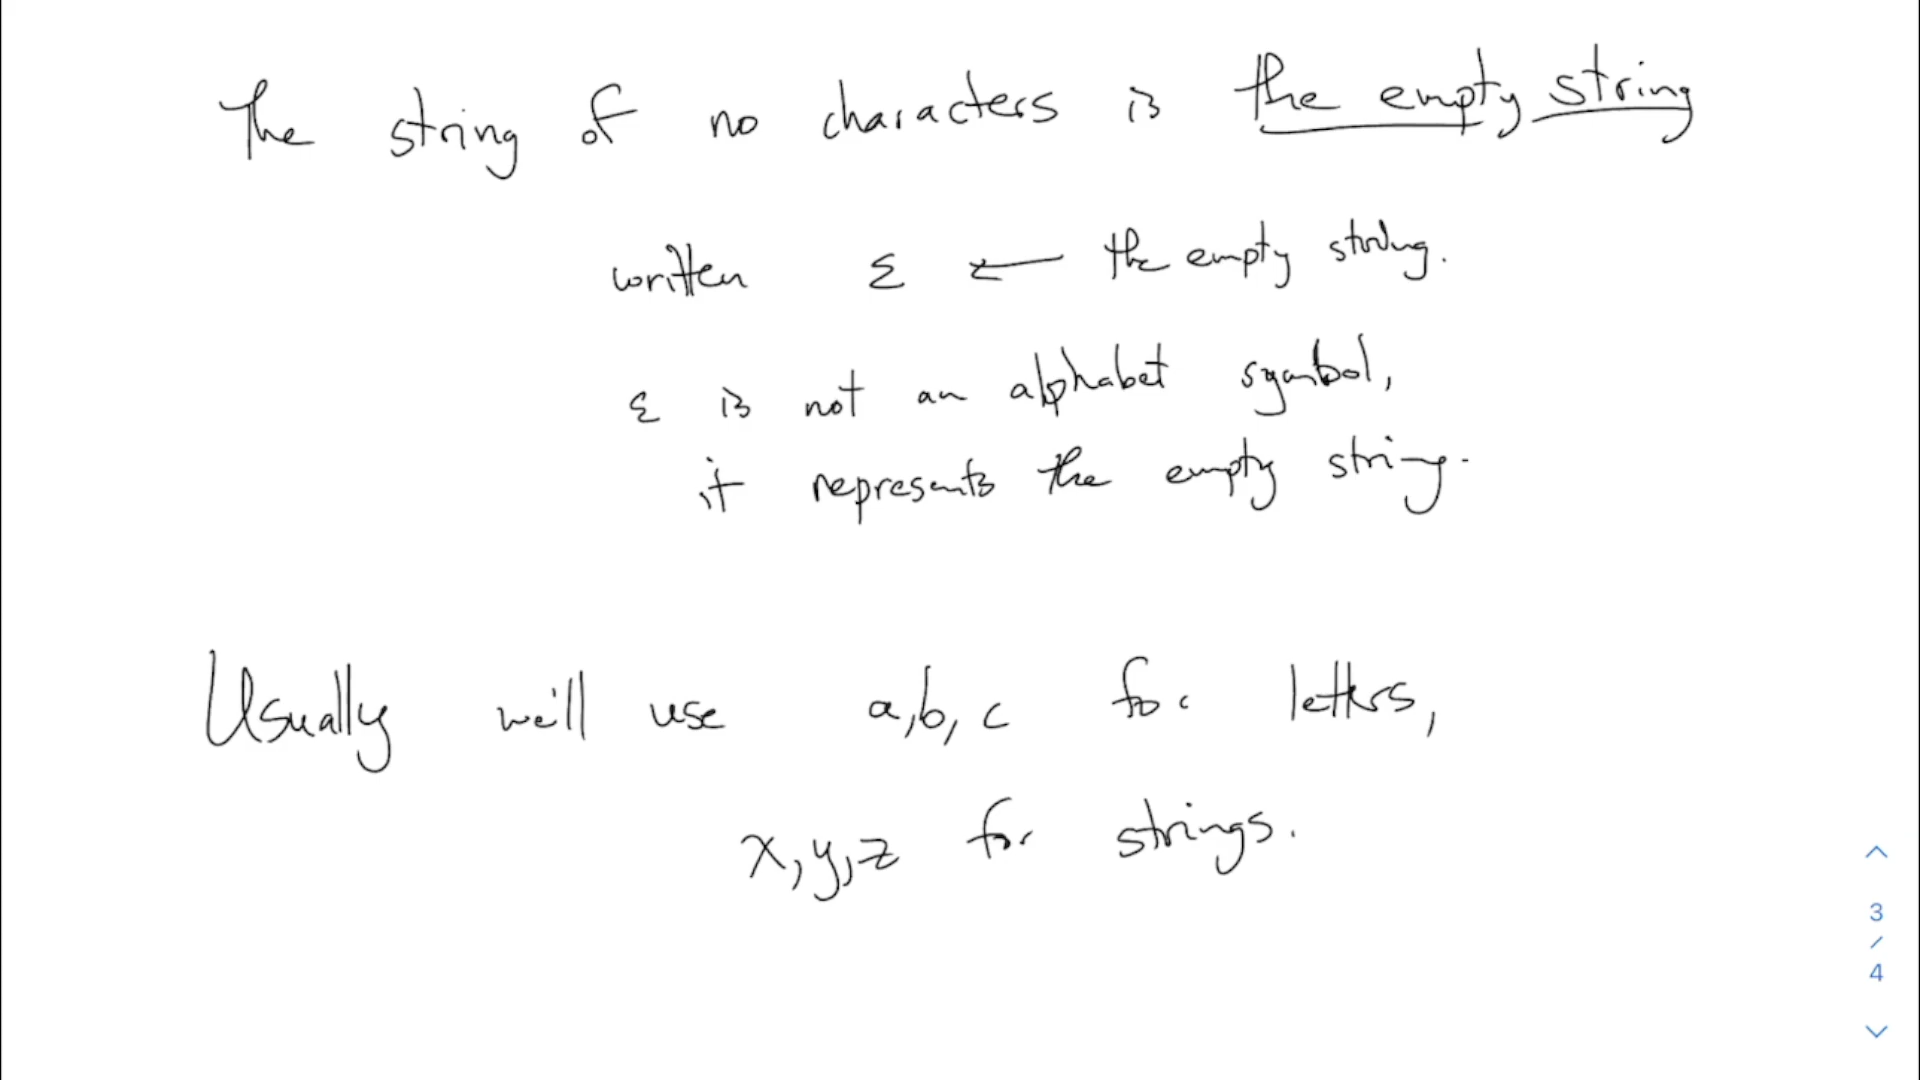 The string of no characters is the empty string
written ε ← the empty string.
ε is not an alphabet symbol,
it represents the empty string.
Usually we'll use a,b,c for letters,
x,y,z for strings.
3
/
4